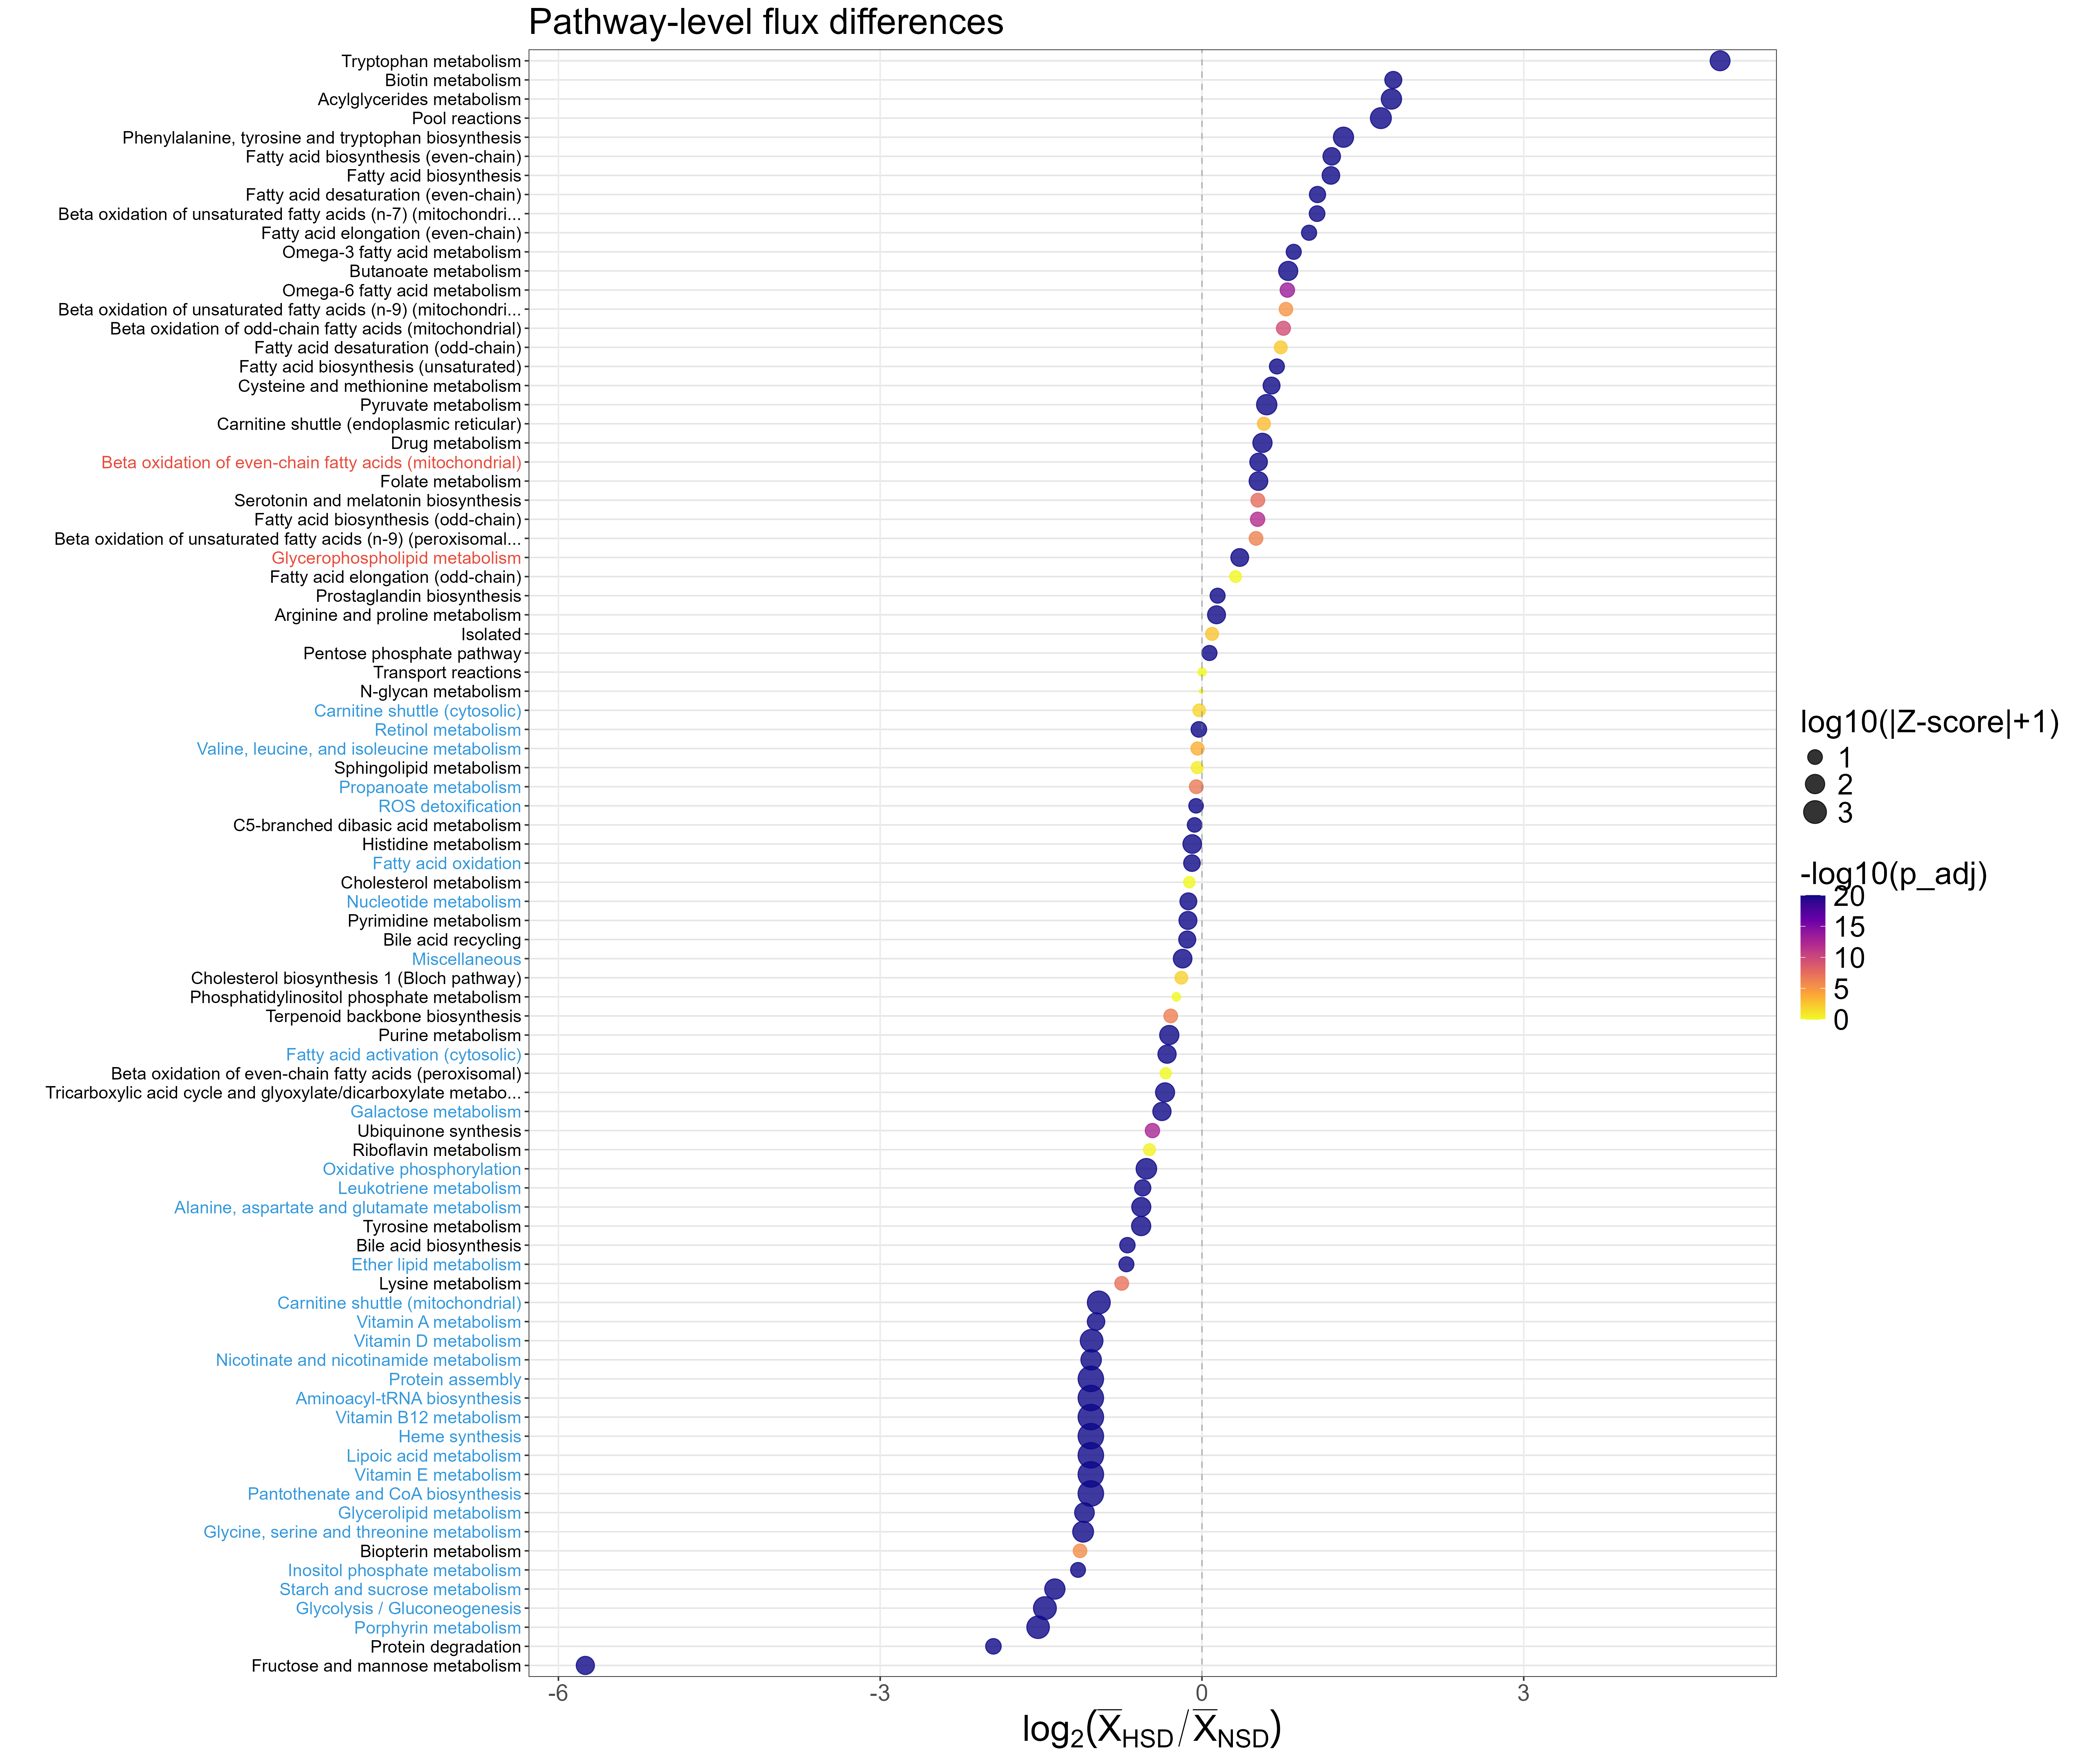 Pathway-level flux differences
Tryptophan metabolism
Biotin metabolism
Acylglycerides metabolism
Pool reactions
Phenylalanine, tyrosine and tryptophan biosynthesis
Fatty acid biosynthesis (even-chain)
Fatty acid biosynthesis
Fatty acid desaturation (even-chain)
Beta oxidation of unsaturated fatty acids (n-7) (mitochondri...
Fatty acid elongation (even-chain)
Omega-3 fatty acid metabolism
Butanoate metabolism
Omega-6 fatty acid metabolism
Beta oxidation of unsaturated fatty acids (n-9) (mitochondri...
Beta oxidation of odd-chain fatty acids (mitochondrial)
Fatty acid desaturation (odd-chain)
Fatty acid biosynthesis (unsaturated)
Cysteine and methionine metabolism
Pyruvate metabolism
Carnitine shuttle (endoplasmic reticular)
Drug metabolism
Beta oxidation of even-chain fatty acids (mitochondrial)
Folate metabolism
Serotonin and melatonin biosynthesis
Fatty acid biosynthesis (odd-chain)
Beta oxidation of unsaturated fatty acids (n-9) (peroxisomal...
Glycerophospholipid metabolism
Fatty acid elongation (odd-chain)
Prostaglandin biosynthesis
Arginine and proline metabolism
Isolated
Pentose phosphate pathway
Transport reactions
N-glycan metabolism
Carnitine shuttle (cytosolic)
Retinol metabolism
Valine, leucine, and isoleucine metabolism
Sphingolipid metabolism
Propanoate metabolism
ROS detoxification
C5-branched dibasic acid metabolism
Histidine metabolism
Fatty acid oxidation
Cholesterol metabolism
Nucleotide metabolism
Pyrimidine metabolism
Bile acid recycling
Miscellaneous
Cholesterol biosynthesis 1 (Bloch pathway)
Phosphatidylinositol phosphate metabolism
Terpenoid backbone biosynthesis
Purine metabolism
Fatty acid activation (cytosolic)
Beta oxidation of even-chain fatty acids (peroxisomal)
Tricarboxylic acid cycle and glyoxylate/dicarboxylate metabo...
Galactose metabolism
Ubiquinone synthesis
Riboflavin metabolism
Oxidative phosphorylation
Leukotriene metabolism
Alanine, aspartate and glutamate metabolism
Tyrosine metabolism
Bile acid biosynthesis
Ether lipid metabolism
Lysine metabolism
Carnitine shuttle (mitochondrial)
Vitamin A metabolism
Vitamin D metabolism
Nicotinate and nicotinamide metabolism
Protein assembly
Aminoacyl-tRNA biosynthesis
Vitamin B12 metabolism
Heme synthesis
Lipoic acid metabolism
Vitamin E metabolism
Pantothenate and CoA biosynthesis
Glycerolipid metabolism
Glycine, serine and threonine metabolism
Biopterin metabolism
Inositol phosphate metabolism
Starch and sucrose metabolism
Glycolysis / Gluconeogenesis
Porphyrin metabolism
Protein degradation
Fructose and mannose metabolism
-6 -3 0 3
log₂(X̅HSD/X̅NSD)
log10(|Z-score|+1)
1
2
3
-log10(p_adj)
20
15
10
5
0